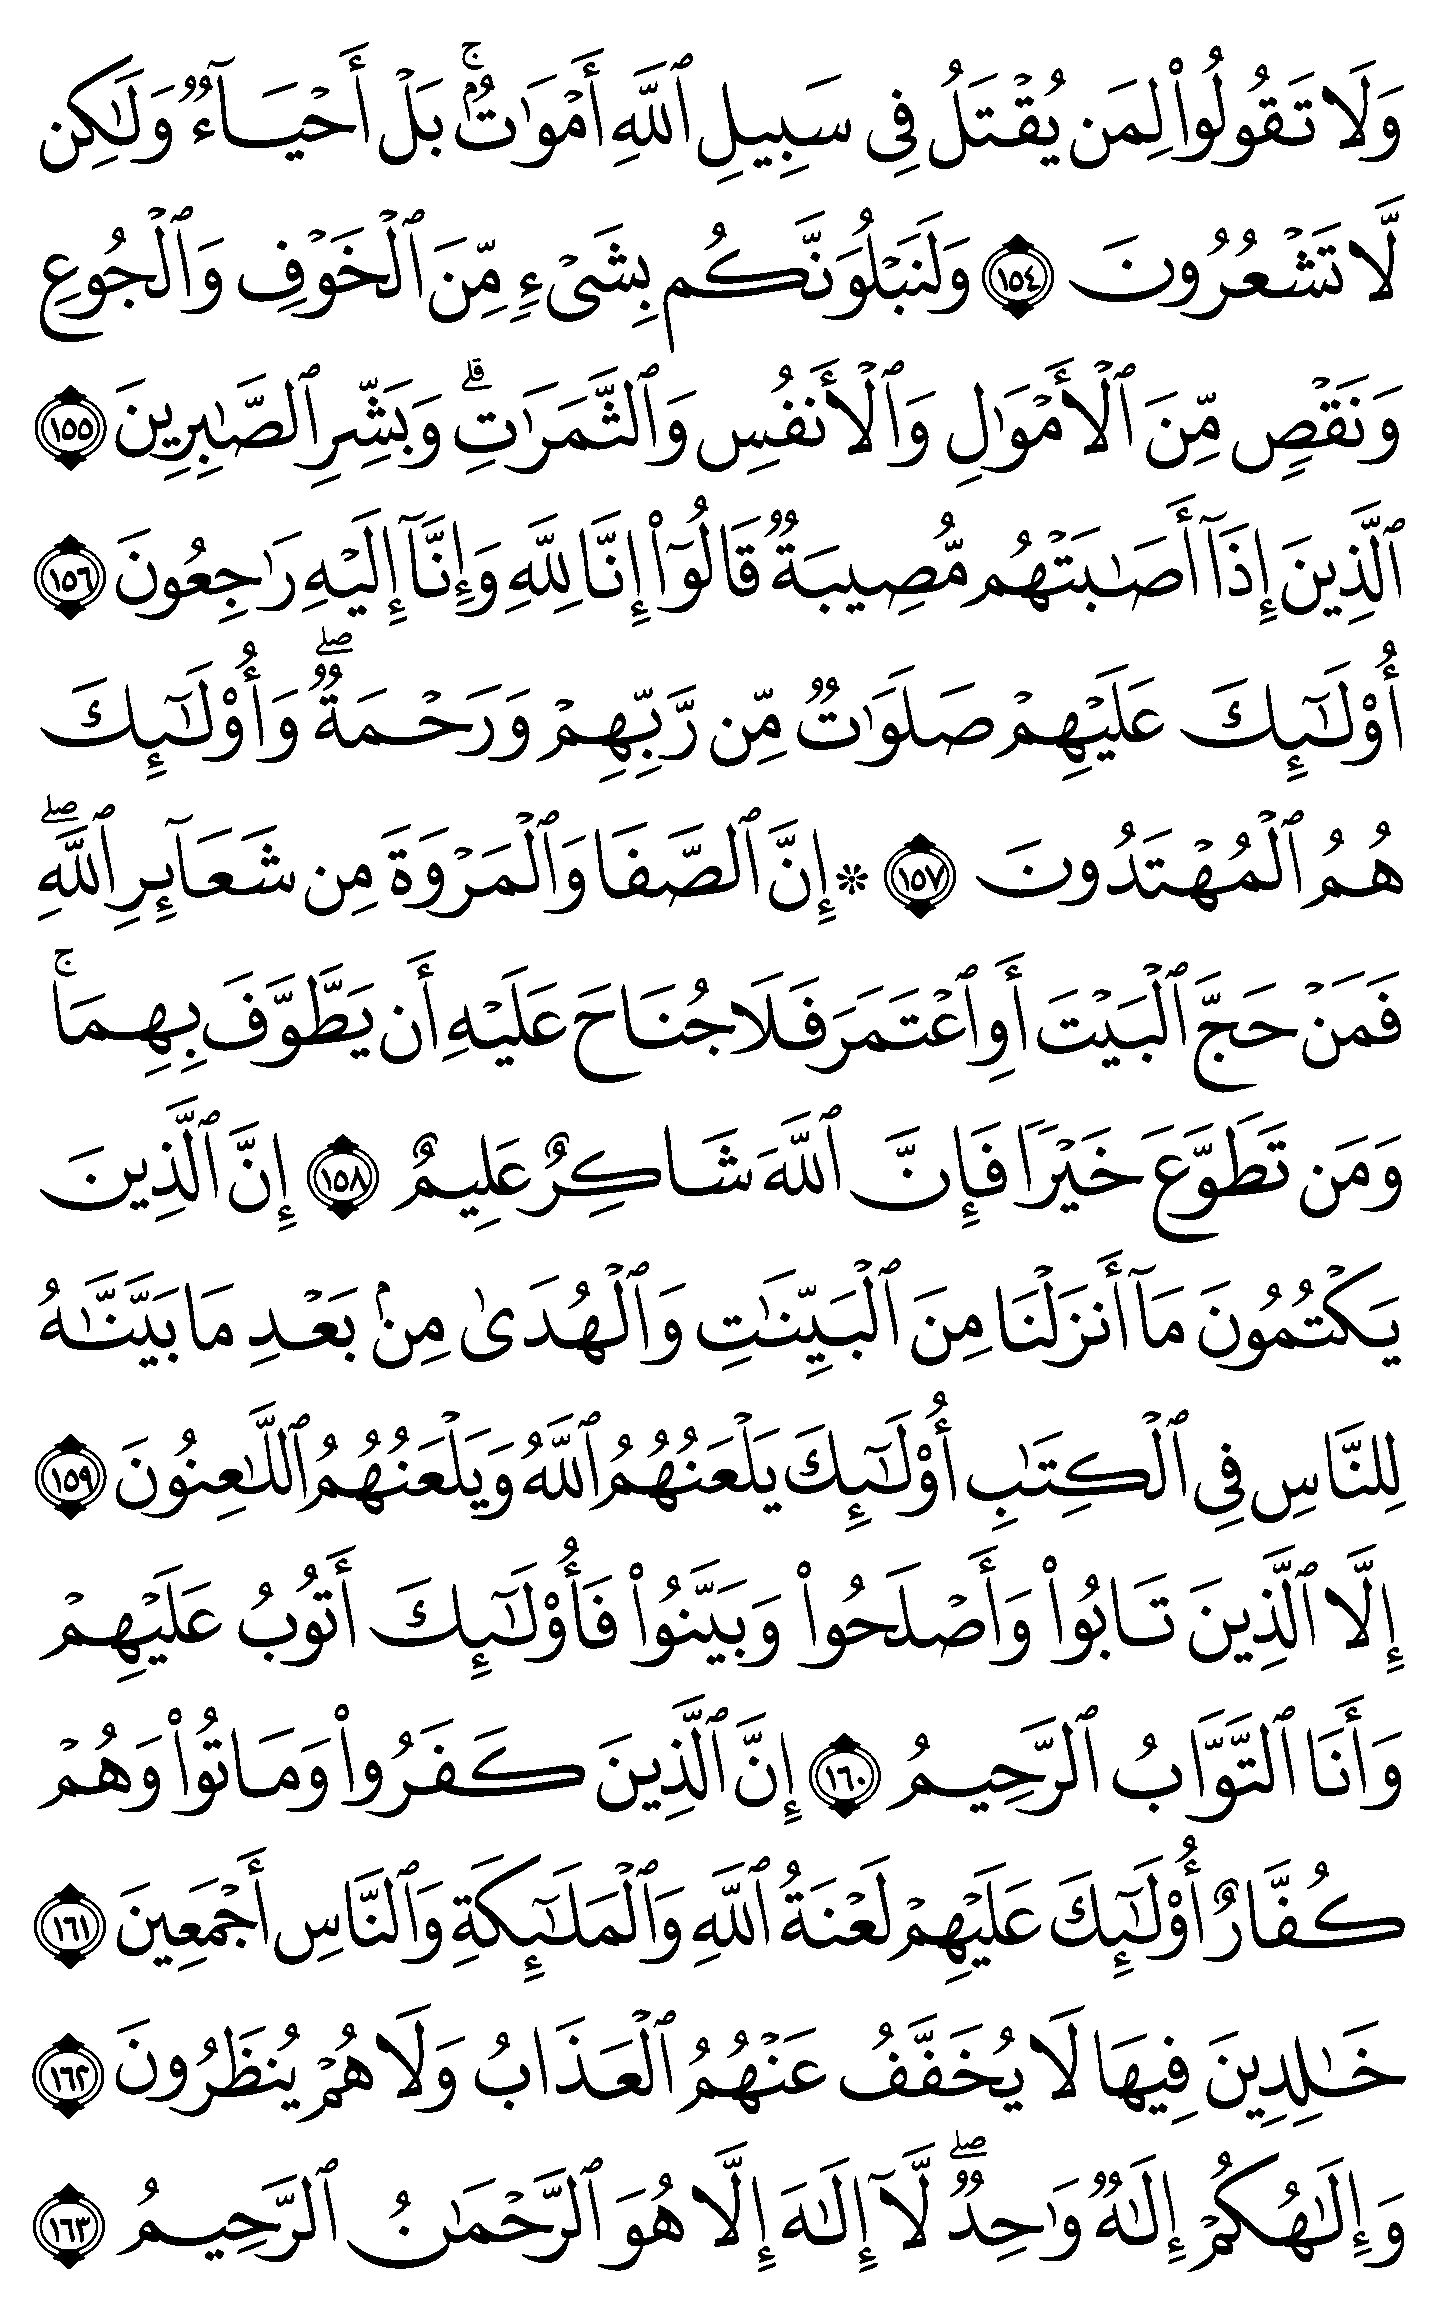 وَلَا تَقُولُوا۟ لِمَن يُقْتَلُ فِى سَبِيلِ ٱللَّهِ أَمْوَٰتٌۢ ۚ بَلْ أَحْيَآءٌ وَلَـٰكِن
لَّا تَشْعُرُونَ ١٥٤ وَلَنَبْلُوَنَّكُم بِشَىْءٍ مِّنَ ٱلْخَوْفِ وَٱلْجُوعِ
وَنَقْصٍ مِّنَ ٱلْأَمْوَٰلِ وَٱلْأَنفُسِ وَٱلثَّمَرَٰتِ ۗ وَبَشِّرِ ٱلصَّـٰبِرِينَ ١٥٥
ٱلَّذِينَ إِذَآ أَصَـٰبَتْهُم مُّصِيبَةٌ قَالُوٓا۟ إِنَّا لِلَّهِ وَإِنَّآ إِلَيْهِ رَٰجِعُونَ ١٥٦
أُو۟لَـٰٓئِكَ عَلَيْهِمْ صَلَوَٰتٌ مِّن رَّبِّهِمْ وَرَحْمَةٌ ۖ وَأُو۟لَـٰٓئِكَ
هُمُ ٱلْمُهْتَدُونَ ١٥٧ ۞ إِنَّ ٱلصَّفَا وَٱلْمَرْوَةَ مِن شَعَآئِرِ ٱللَّهِ ۖ
فَمَنْ حَجَّ ٱلْبَيْتَ أَوِ ٱعْتَمَرَ فَلَا جُنَاحَ عَلَيْهِ أَن يَطَّوَّفَ بِهِمَا ۚ
وَمَن تَطَوَّعَ خَيْرًا فَإِنَّ ٱللَّهَ شَاكِرٌ عَلِيمٌ ١٥٨ إِنَّ ٱلَّذِينَ
يَكْتُمُونَ مَآ أَنزَلْنَا مِنَ ٱلْبَيِّنَـٰتِ وَٱلْهُدَىٰ مِنۢ بَعْدِ مَا بَيَّنَّـٰهُ
لِلنَّاسِ فِى ٱلْكِتَـٰبِ أُو۟لَـٰٓئِكَ يَلْعَنُهُمُ ٱللَّهُ وَيَلْعَنُهُمُ ٱللَّـٰعِنُونَ ١٥٩
إِلَّا ٱلَّذِينَ تَابُوا۟ وَأَصْلَحُوا۟ وَبَيَّنُوا۟ فَأُو۟لَـٰٓئِكَ أَتُوبُ عَلَيْهِمْ
وَأَنَا ٱلتَّوَّابُ ٱلرَّحِيمُ ١٦٠ إِنَّ ٱلَّذِينَ كَفَرُوا۟ وَمَاتُوا۟ وَهُمْ
كُفَّارٌ أُو۟لَـٰٓئِكَ عَلَيْهِمْ لَعْنَةُ ٱللَّهِ وَٱلْمَلَـٰٓئِكَةِ وَٱلنَّاسِ أَجْمَعِينَ ١٦١
خَـٰلِدِينَ فِيهَا لَا يُخَفَّفُ عَنْهُمُ ٱلْعَذَابُ وَلَا هُمْ يُنظَرُونَ ١٦٢
وَإِلَـٰهُكُمْ إِلَـٰهٌ وَٰحِدٌ ۖ لَّآ إِلَـٰهَ إِلَّا هُوَ ٱلرَّحْمَـٰنُ ٱلرَّحِيمُ ١٦٣